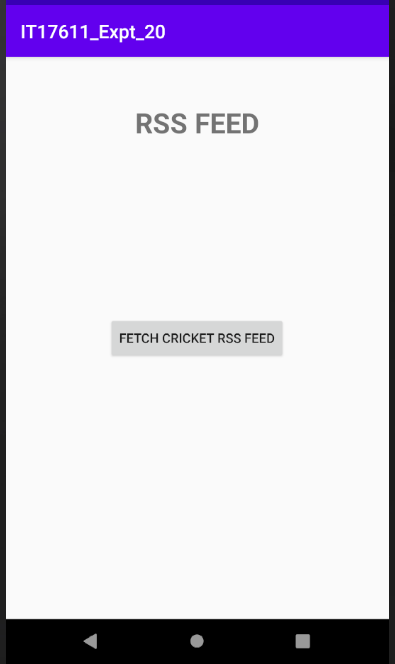 IT17611_Expt_20
RSS FEED
FETCH CRICKET RSS FEED